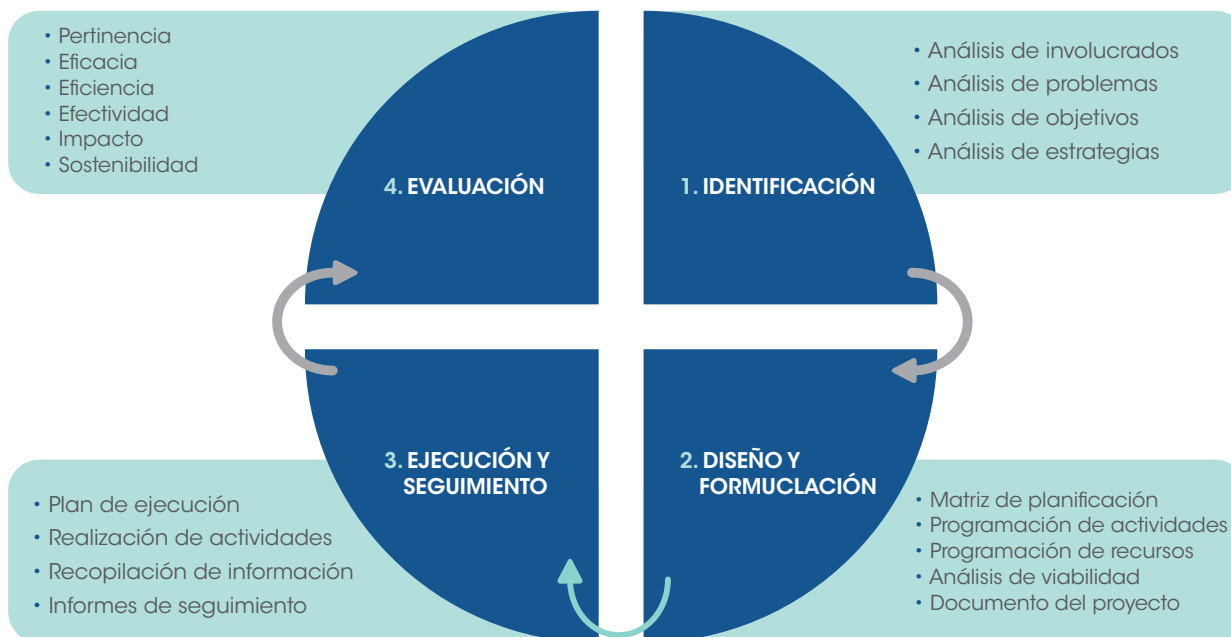 • Pertinencia
• Eficacia
• Eficiencia
• Efectividad
• Impacto
• Sostenibilidad
4. EVALUACIÓN
1. IDENTIFICACIÓN
• Análisis de involucrados
• Análisis de problemas
• Análisis de objetivos
• Análisis de estrategias
3. EJECUCIÓN Y
SEGUIMIENTO
• Plan de ejecución
• Realización de actividades
• Recopilación de información
• Informes de seguimiento
2. DISEÑO Y
FORMUCLACIÓN
• Matriz de planificación
• Programación de actividades
• Programación de recursos
• Análisis de viabilidad
• Documento del proyecto